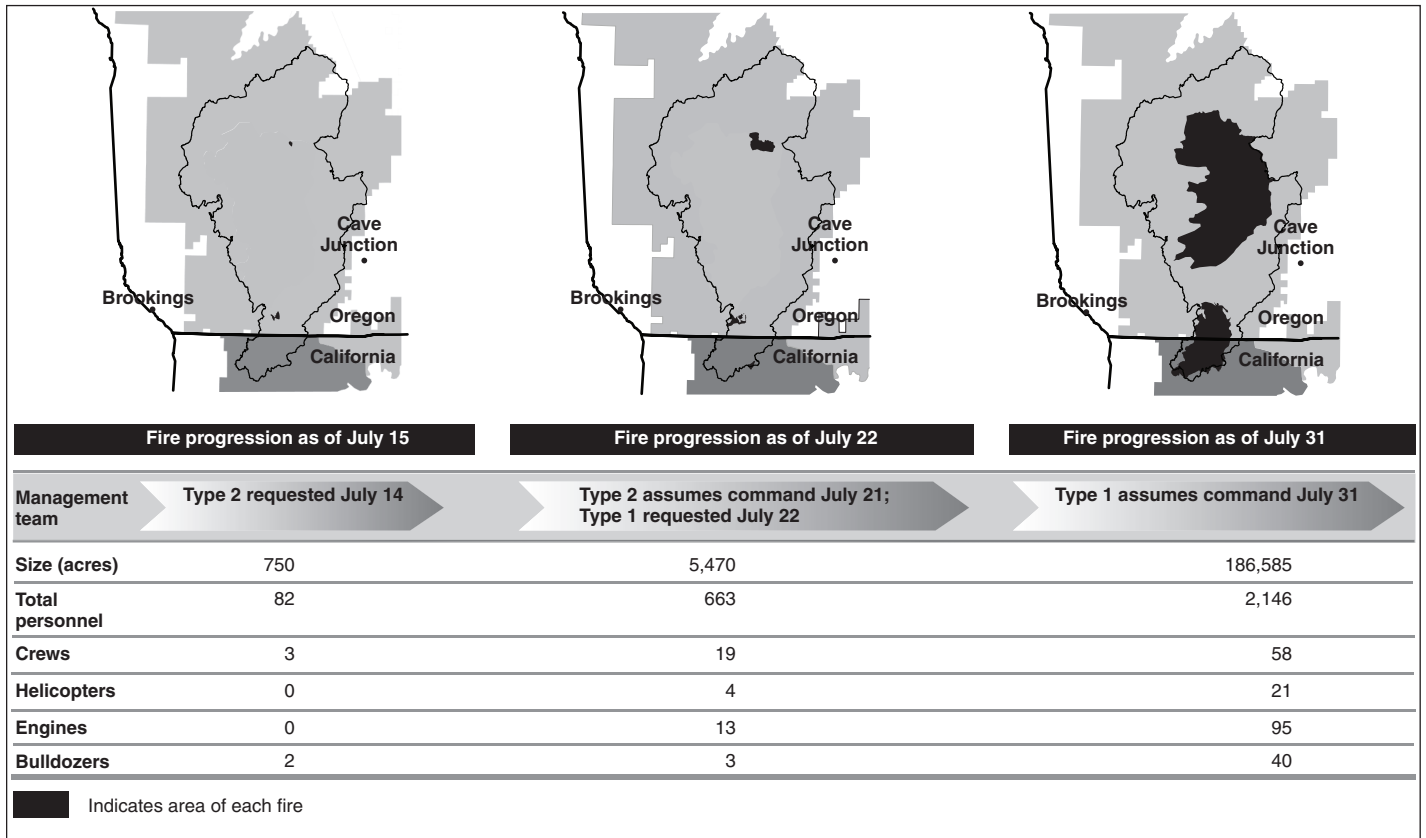 Cave
Junction
Brookings
Oregon
California
Cave
Junction
Brookings
Oregon
California
Cave
Junction
Brookings
Oregon
California
Fire progression as of July 15
Fire progression as of July 22
Fire progression as of July 31
Management
team
Type 2 requested July 14
Type 2 assumes command July 21;
Type 1 requested July 22
Type 1 assumes command July 31
Size (acres) 750 5,470 186,585
Total
personnel
82 663 2,146
Crews 3 19 58
Helicopters 0 4 21
Engines 0 13 95
Bulldozers 2 3 40
Indicates area of each fire